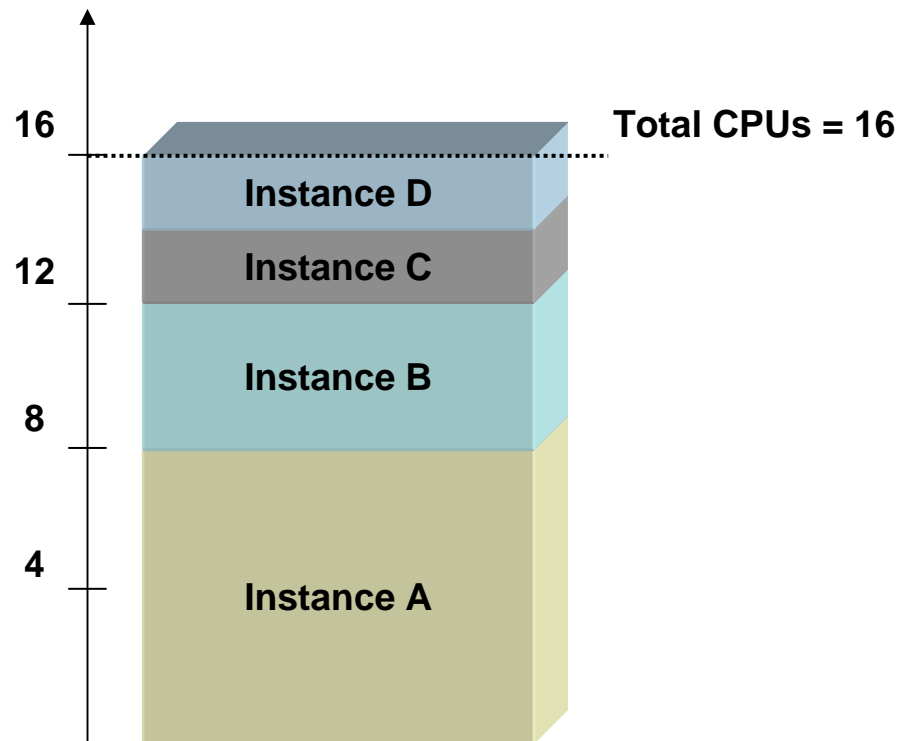 16
Total CPUs = 16
Instance D
12
Instance C
Instance B
8
4
Instance A